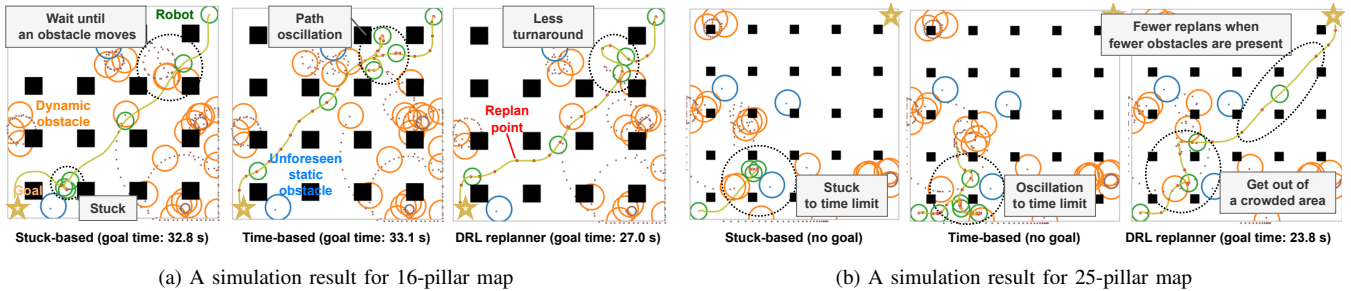 Wait until
an obstacle moves
Robot
Dynamic
obstacle
Goal
Stuck
Stuck-based (goal time: 32.8 s)
Path
oscillation
Unforeseen
static
obstacle
Time-based (goal time: 33.1 s)
Less
turnaround
Replan
point
DRL replanner (goal time: 27.0 s)
(a) A simulation result for 16-pillar map
Stuck
to time limit
Stuck-based (no goal)
Oscillation
to time limit
Time-based (no goal)
Fewer replans when
fewer obstacles are present
Get out of
a crowded area
DRL replanner (goal time: 23.8 s)
(b) A simulation result for 25-pillar map